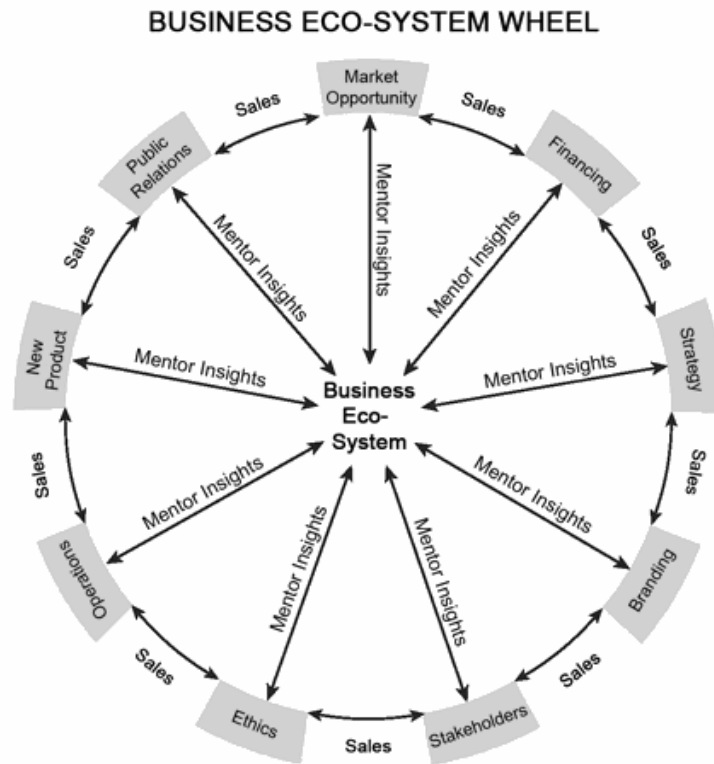 BUSINESS ECO-SYSTEM WHEEL
Market
Opportunity
Sales
Financing
Sales
Strategy
Sales
Branding
Sales
Stakeholders
Sales
Ethics
Sales
Operations
Sales
New
Product
Sales
Public
Relations
Sales
Mentor Insights
Mentor Insights
Mentor Insights
Mentor Insights
Mentor Insights
Mentor Insights
Mentor Insights
Mentor Insights
Mentor Insights
Business
Eco-
System